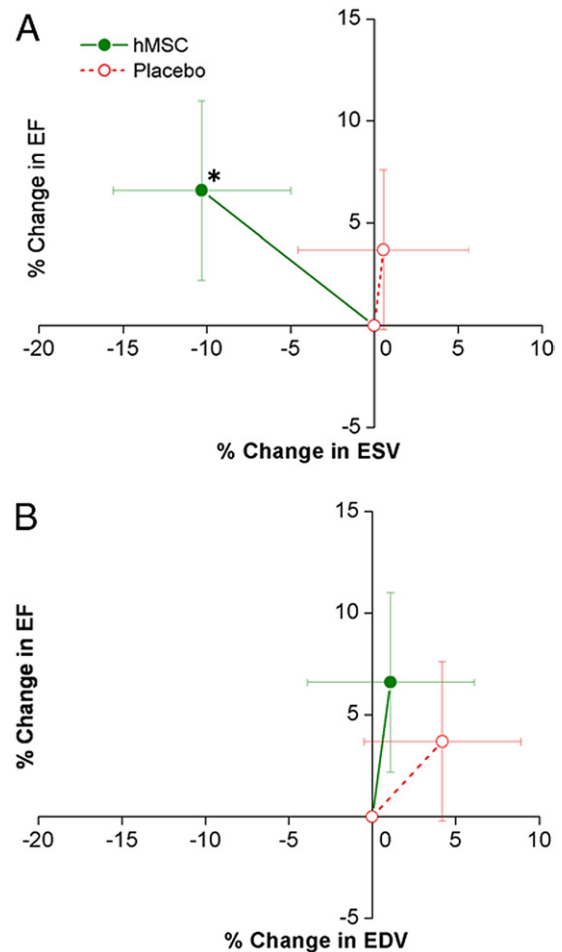 A
hMSC
Placebo
% Change in EF
15
10
5
*
-20 -15 -10 -5 0 5 10
-5
% Change in ESV
B
% Change in EF
15
10
5
-20 -15 -10 -5 0 5 10
-5
% Change in EDV